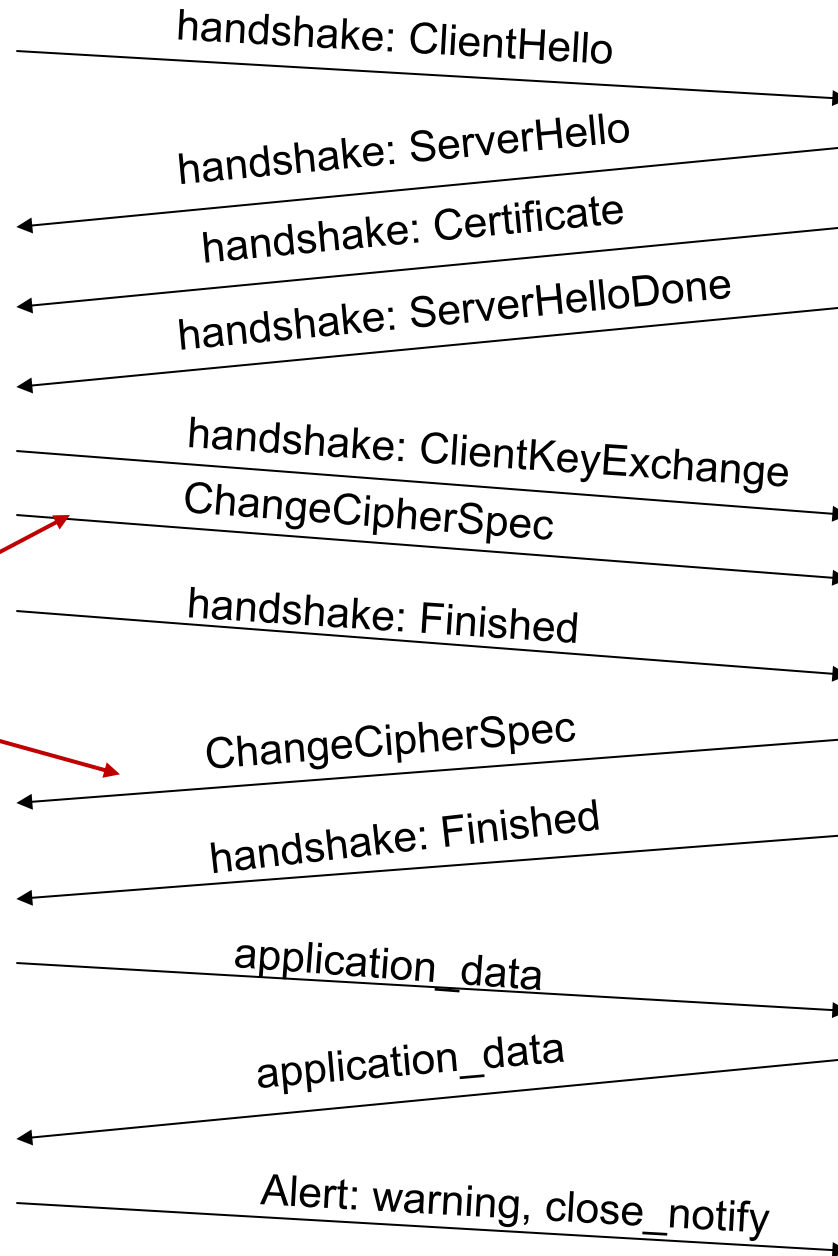 handshake: ClientHello
handshake: ServerHello
handshake: Certificate
handshake: ServerHelloDone
handshake: ClientKeyExchange
ChangeCipherSpec
handshake: Finished
ChangeCipherSpec
handshake: Finished
application_data
application_data
Alert: warning, close_notify